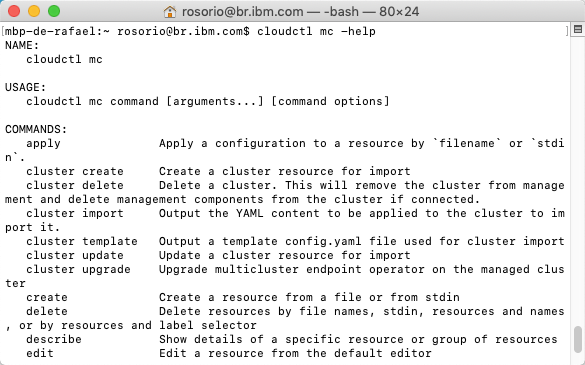 rosorio@br.ibm.com — -bash — 80×24
[mbp-de-rafael:~ rosorio@br.ibm.com$ cloudctl mc -help ]
NAME:
cloudctl mc
USAGE:
cloudctl mc command [arguments...] [command options]
COMMANDS:
apply Apply a configuration to a resource by `filename` or `stdi
n`.
cluster create Create a cluster resource for import
cluster delete Delete a cluster. This will remove the cluster from manage
ment and delete management components from the cluster if connected.
cluster import Output the YAML content to be applied to the cluster to im
port it.
cluster template Output a template config.yaml file used for cluster import
cluster update Update a cluster resource for import
cluster upgrade Upgrade multicluster endpoint operator on the managed clus
ter
create Create a resource from a file or from stdin
delete Delete resources by file names, stdin, resources and names
, or by resources and label selector
describe Show details of a specific resource or group of resources
edit Edit a resource from the default editor